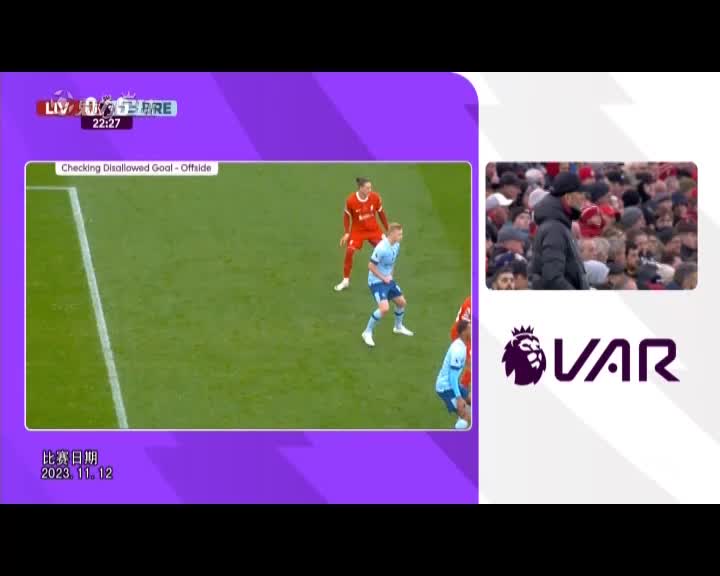 LIV
BRE
22:27
Checking Disallowed Goal - Offside
VAR
比赛日期
2023.11.12